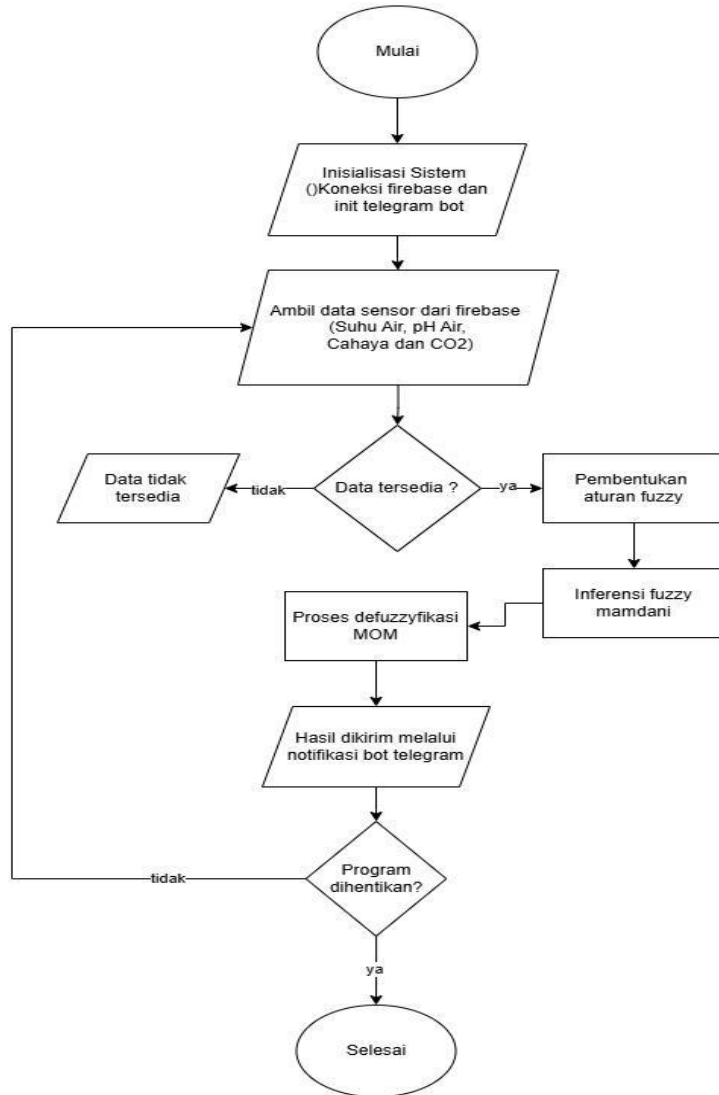 Mulai
Inisialisasi Sistem
()Koneksi firebase dan
init telegram bot
Ambil data sensor dari firebase
(Suhu Air, pH Air,
Cahaya dan CO2)
Data tidak
tersedia
tidak
Data tersedia ?
ya
Pembentukan
aturan fuzzy
Inferensi fuzzy
mamdani
Proses defuzzyfikasi
MOM
Hasil dikirim melalui
notifikasi bot telegram
tidak
Program
dihentikan?
ya
Selesai